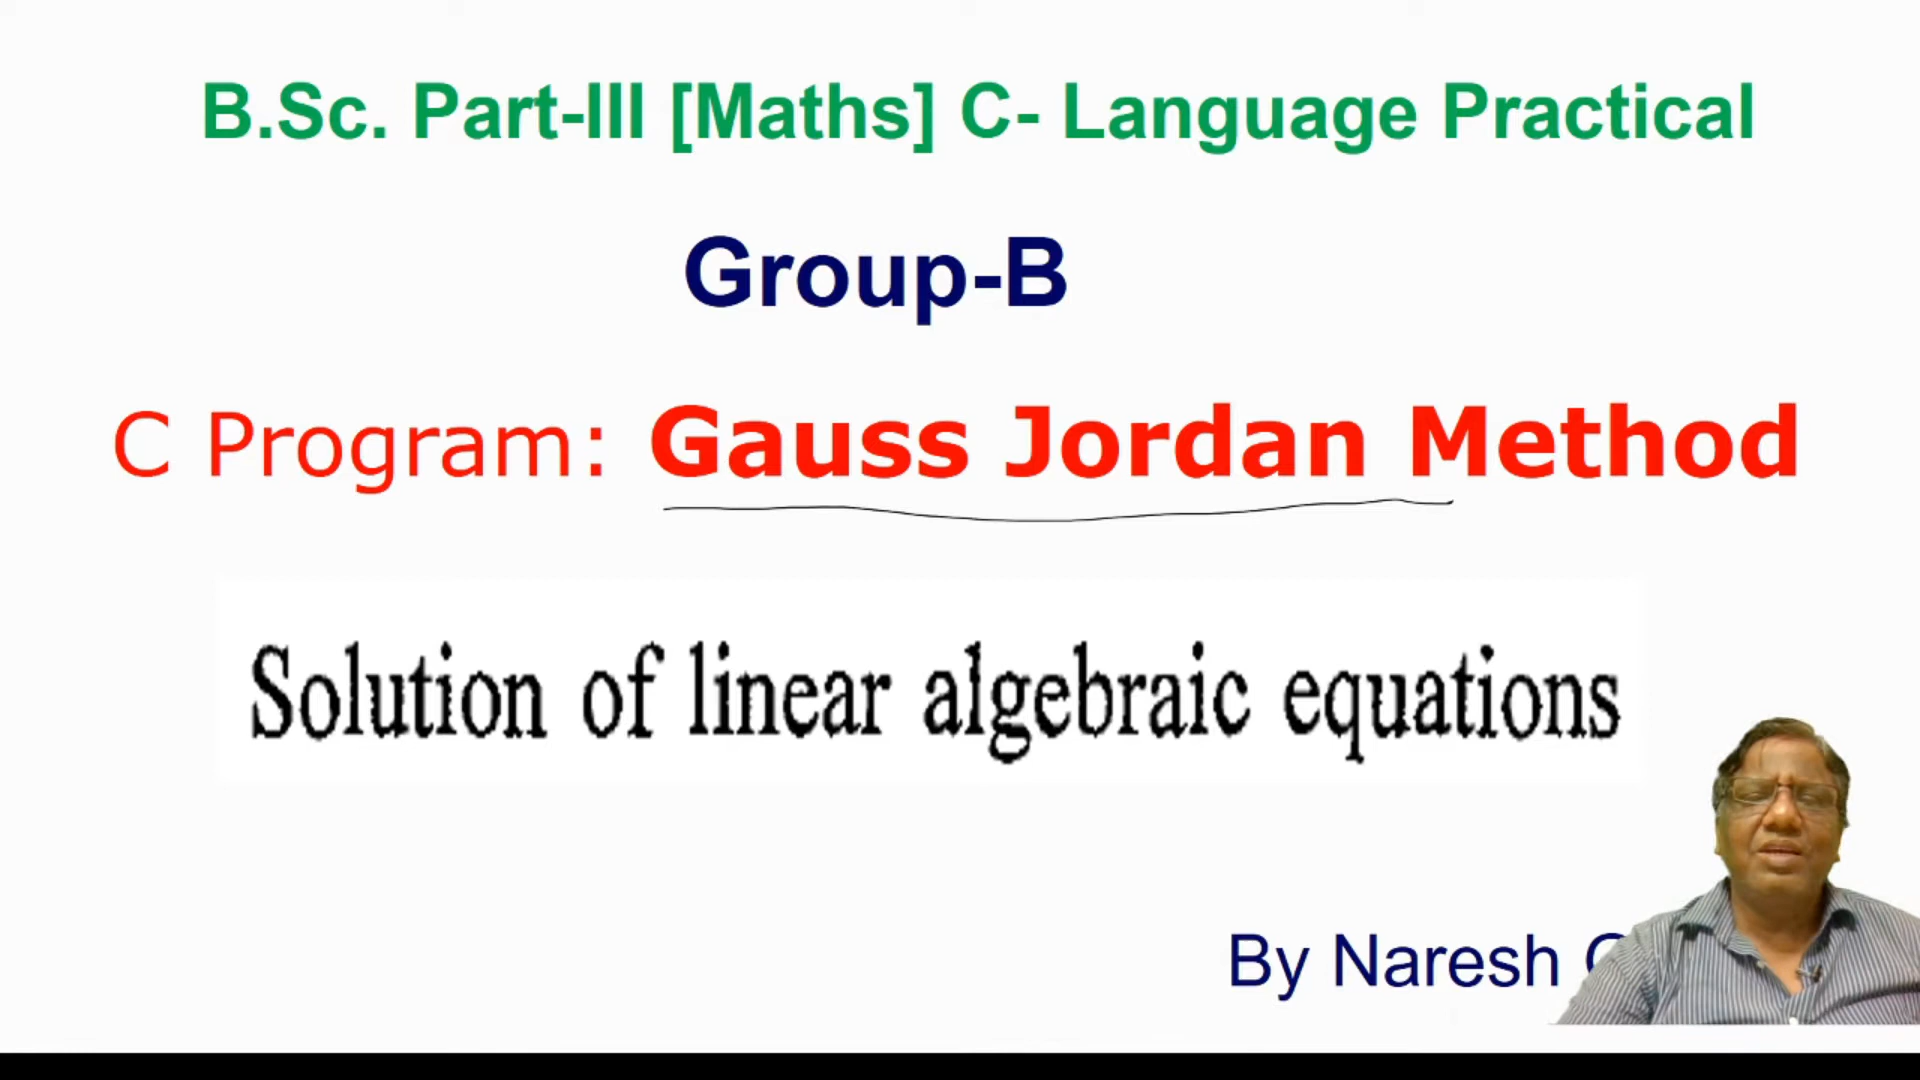 B.Sc. Part-III [Maths] C- Language Practical
Group-B
C Program: Gauss Jordan Method
Solution of linear algebraic equations
By Naresh